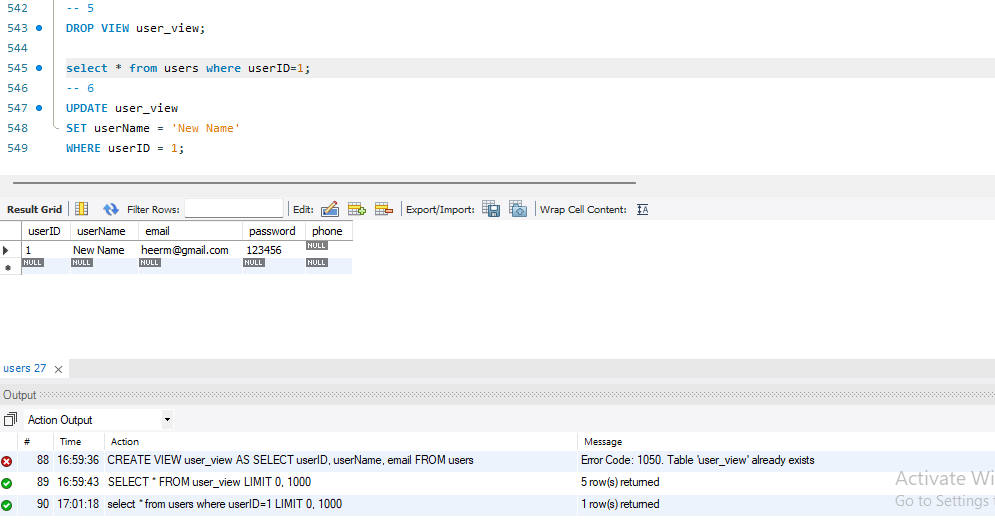 542 -- 5
543 DROP VIEW user_view;
544
545 select * from users where userID=1;
546 -- 6
547 UPDATE user_view
548 SET userName = 'New Name'
549 WHERE userID = 1;
Result Grid Filter Rows: Edit: Export/Import: Wrap Cell Content: IA
userID userName email password phone
1 New Name heerm@gmail.com 123456 NULL
NULL NULL NULL NULL NULL
users 27
Output
Action Output
# Time Action Message
88 16:59:36 CREATE VIEW user_view AS SELECT userID, userName, email FROM users Error Code: 1050. Table 'user_view' already exists
89 16:59:43 SELECT * FROM user_view LIMIT 0, 1000 5 row(s) returned
90 17:01:18 select * from users where userID=1 LIMIT 0, 1000 1 row(s) returned
Activate Wi
Go to Settings